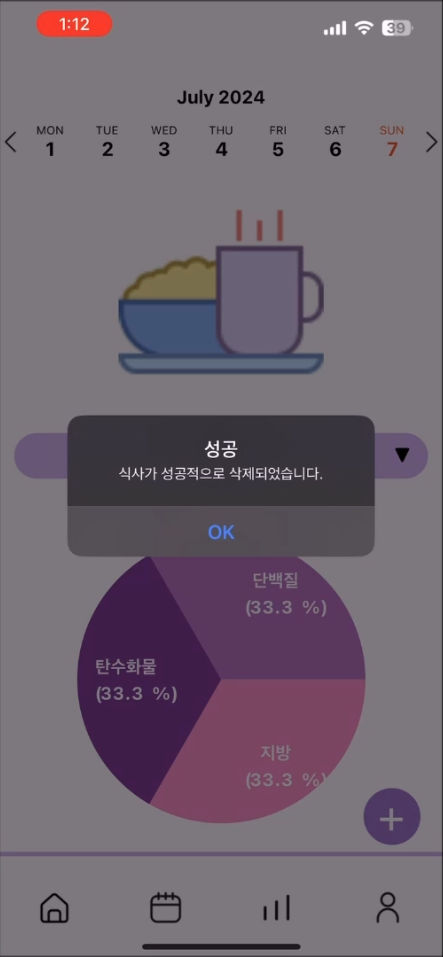 1:12
39
July 2024
MON TUE WED THU FRI SAT SUN
1 2 3 4 5 6 7
성공
식사가 성공적으로 삭제되었습니다.
OK
단백질
(33.3 %)
탄수화물
(33.3 %)
지방
(33.3 %)